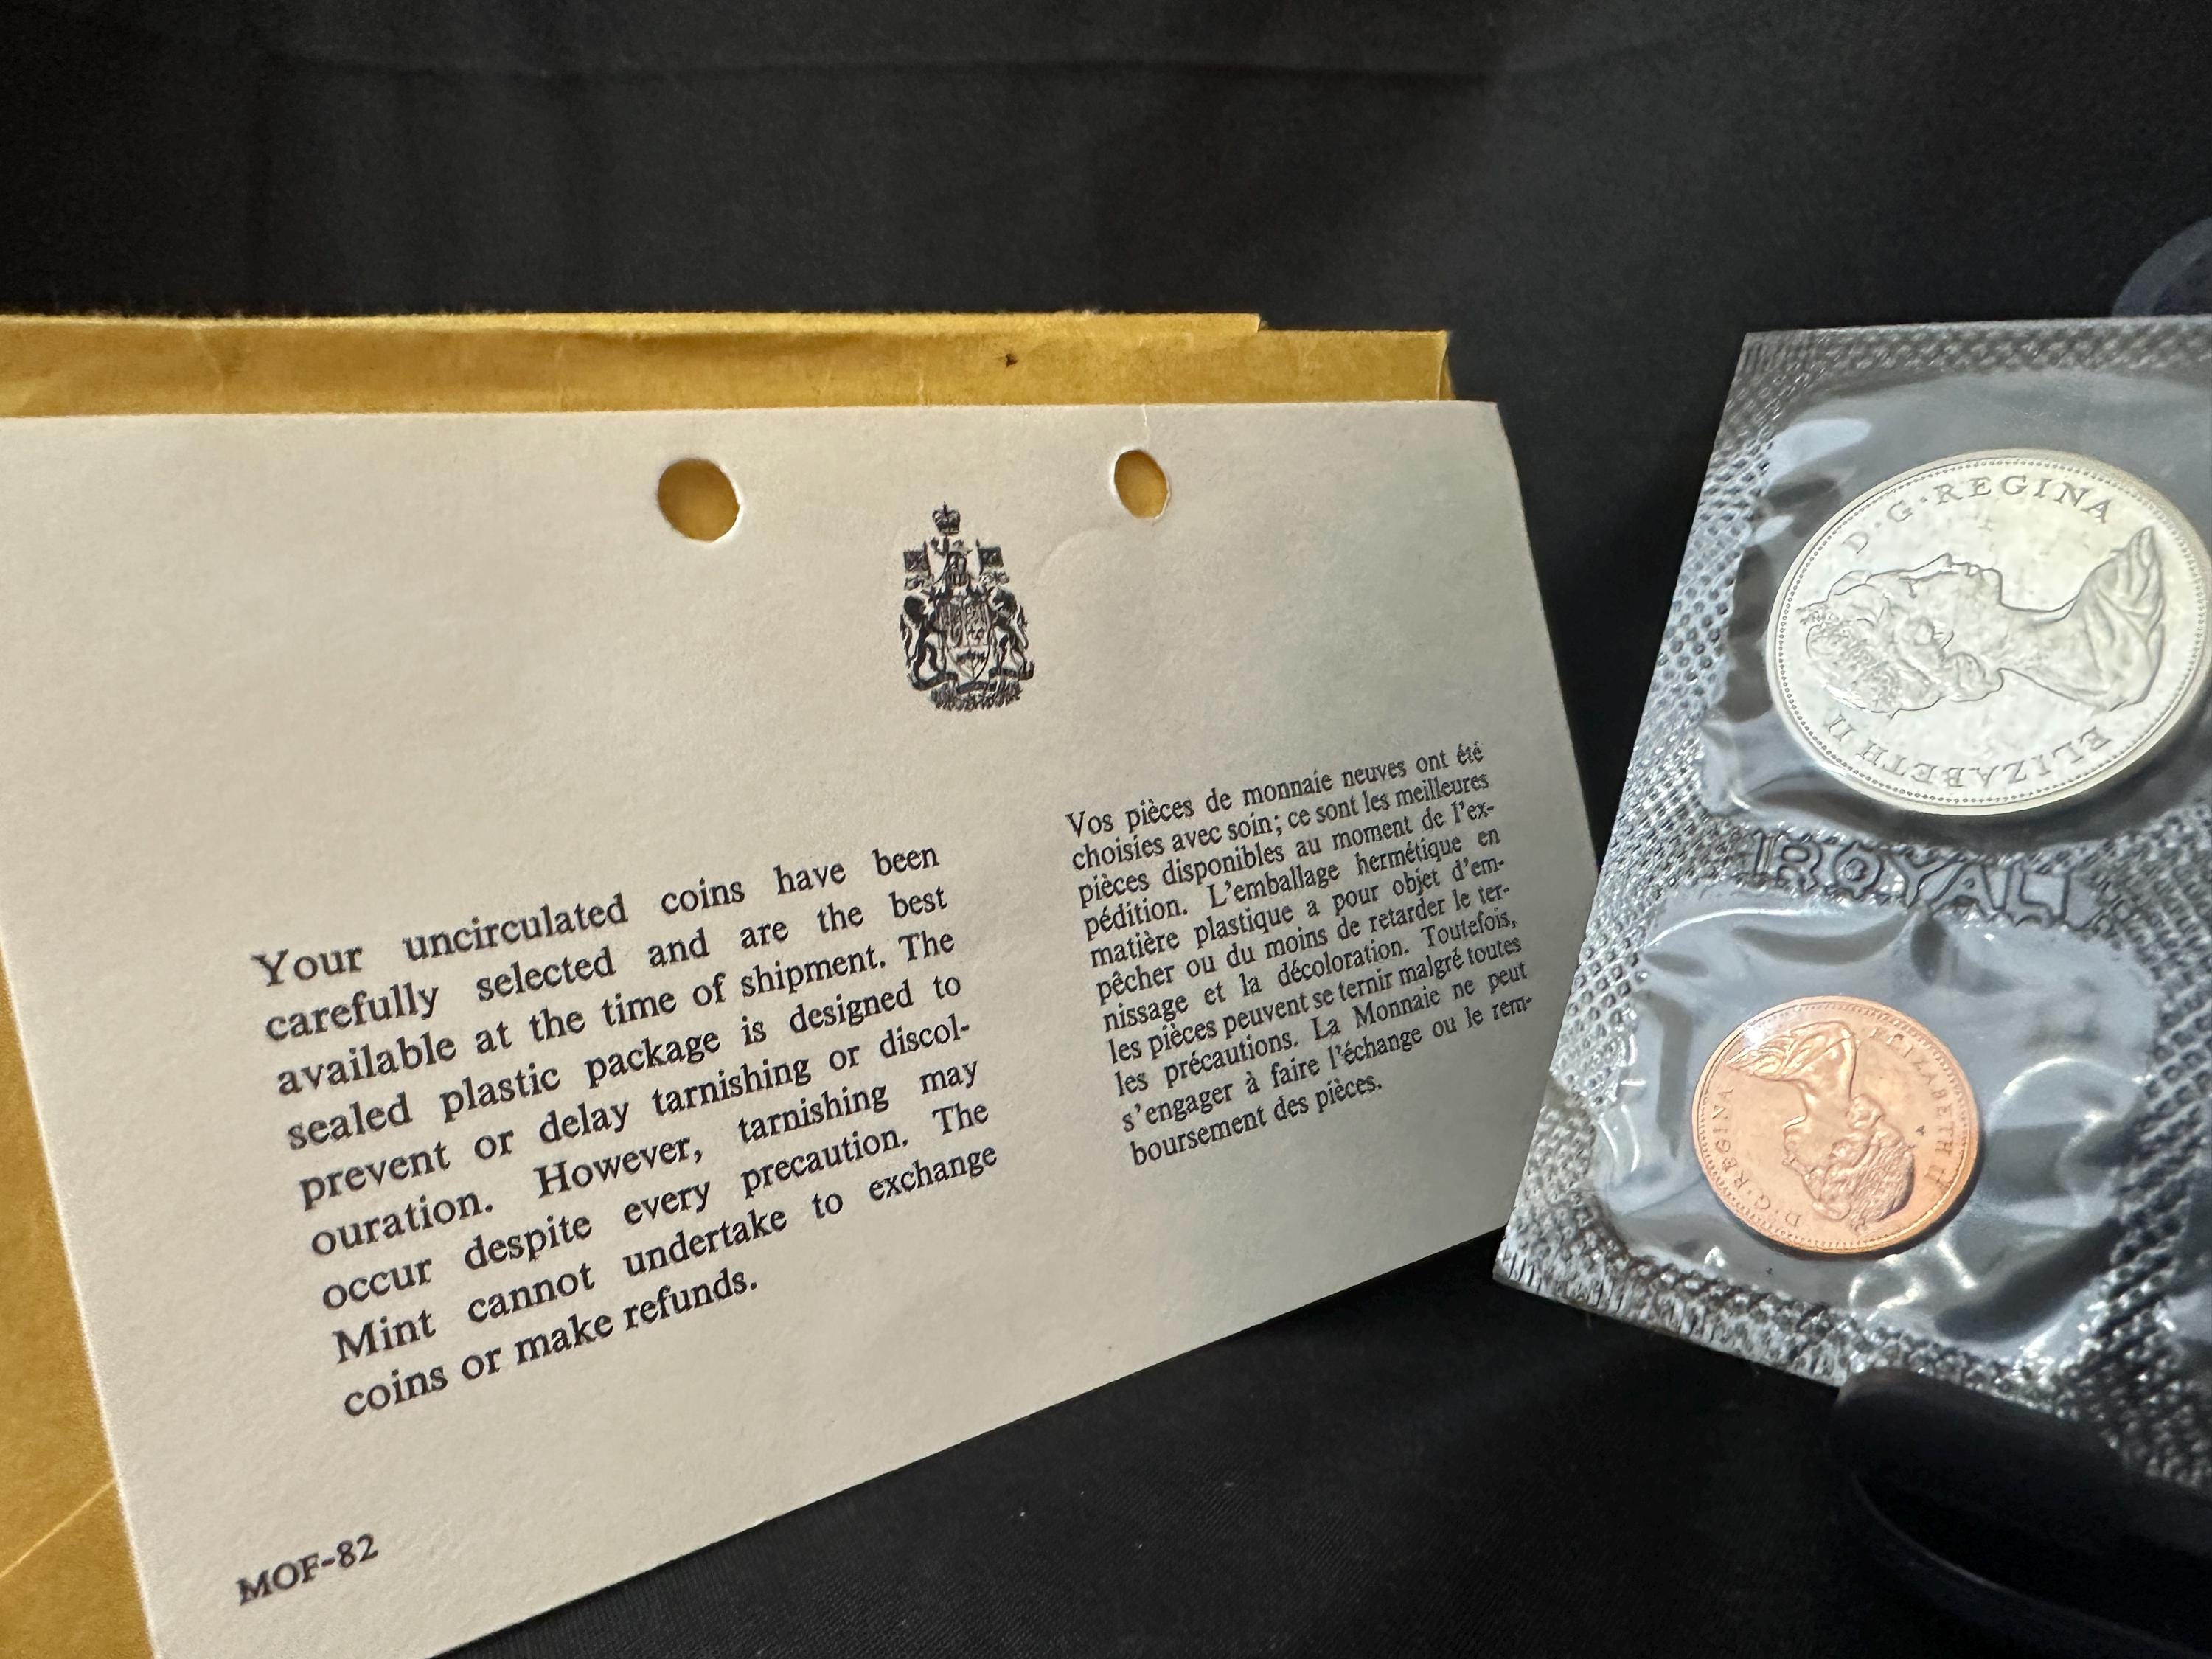 Your uncirculated coins have been
carefully selected and are the best
available at the time of shipment. The
sealed plastic package is designed to
prevent or delay tarnishing or discol-
ouration. However, tarnishing may
occur despite every precaution. The
Mint cannot undertake to exchange
coins or make refunds.
MOF-82
Vos pièces de monnaie neuves ont été
choisies avec soin; ce sont les meilleures
pièces disponibles au moment de l'ex-
pédition. L'emballage hermétique en
matière plastique a pour objet d'em-
pêcher ou du moins de retarder le ter-
nissage et la décoloration. Toutefois,
les pièces peuvent se ternir malgré toutes
les précautions. La Monnaie ne peut
s'engager à faire l'échange ou le rem-
boursement des pièces.
ELIZABETH II
D·G·REGINA
ROYAL
ELIZABETH II
D·G·REGINA